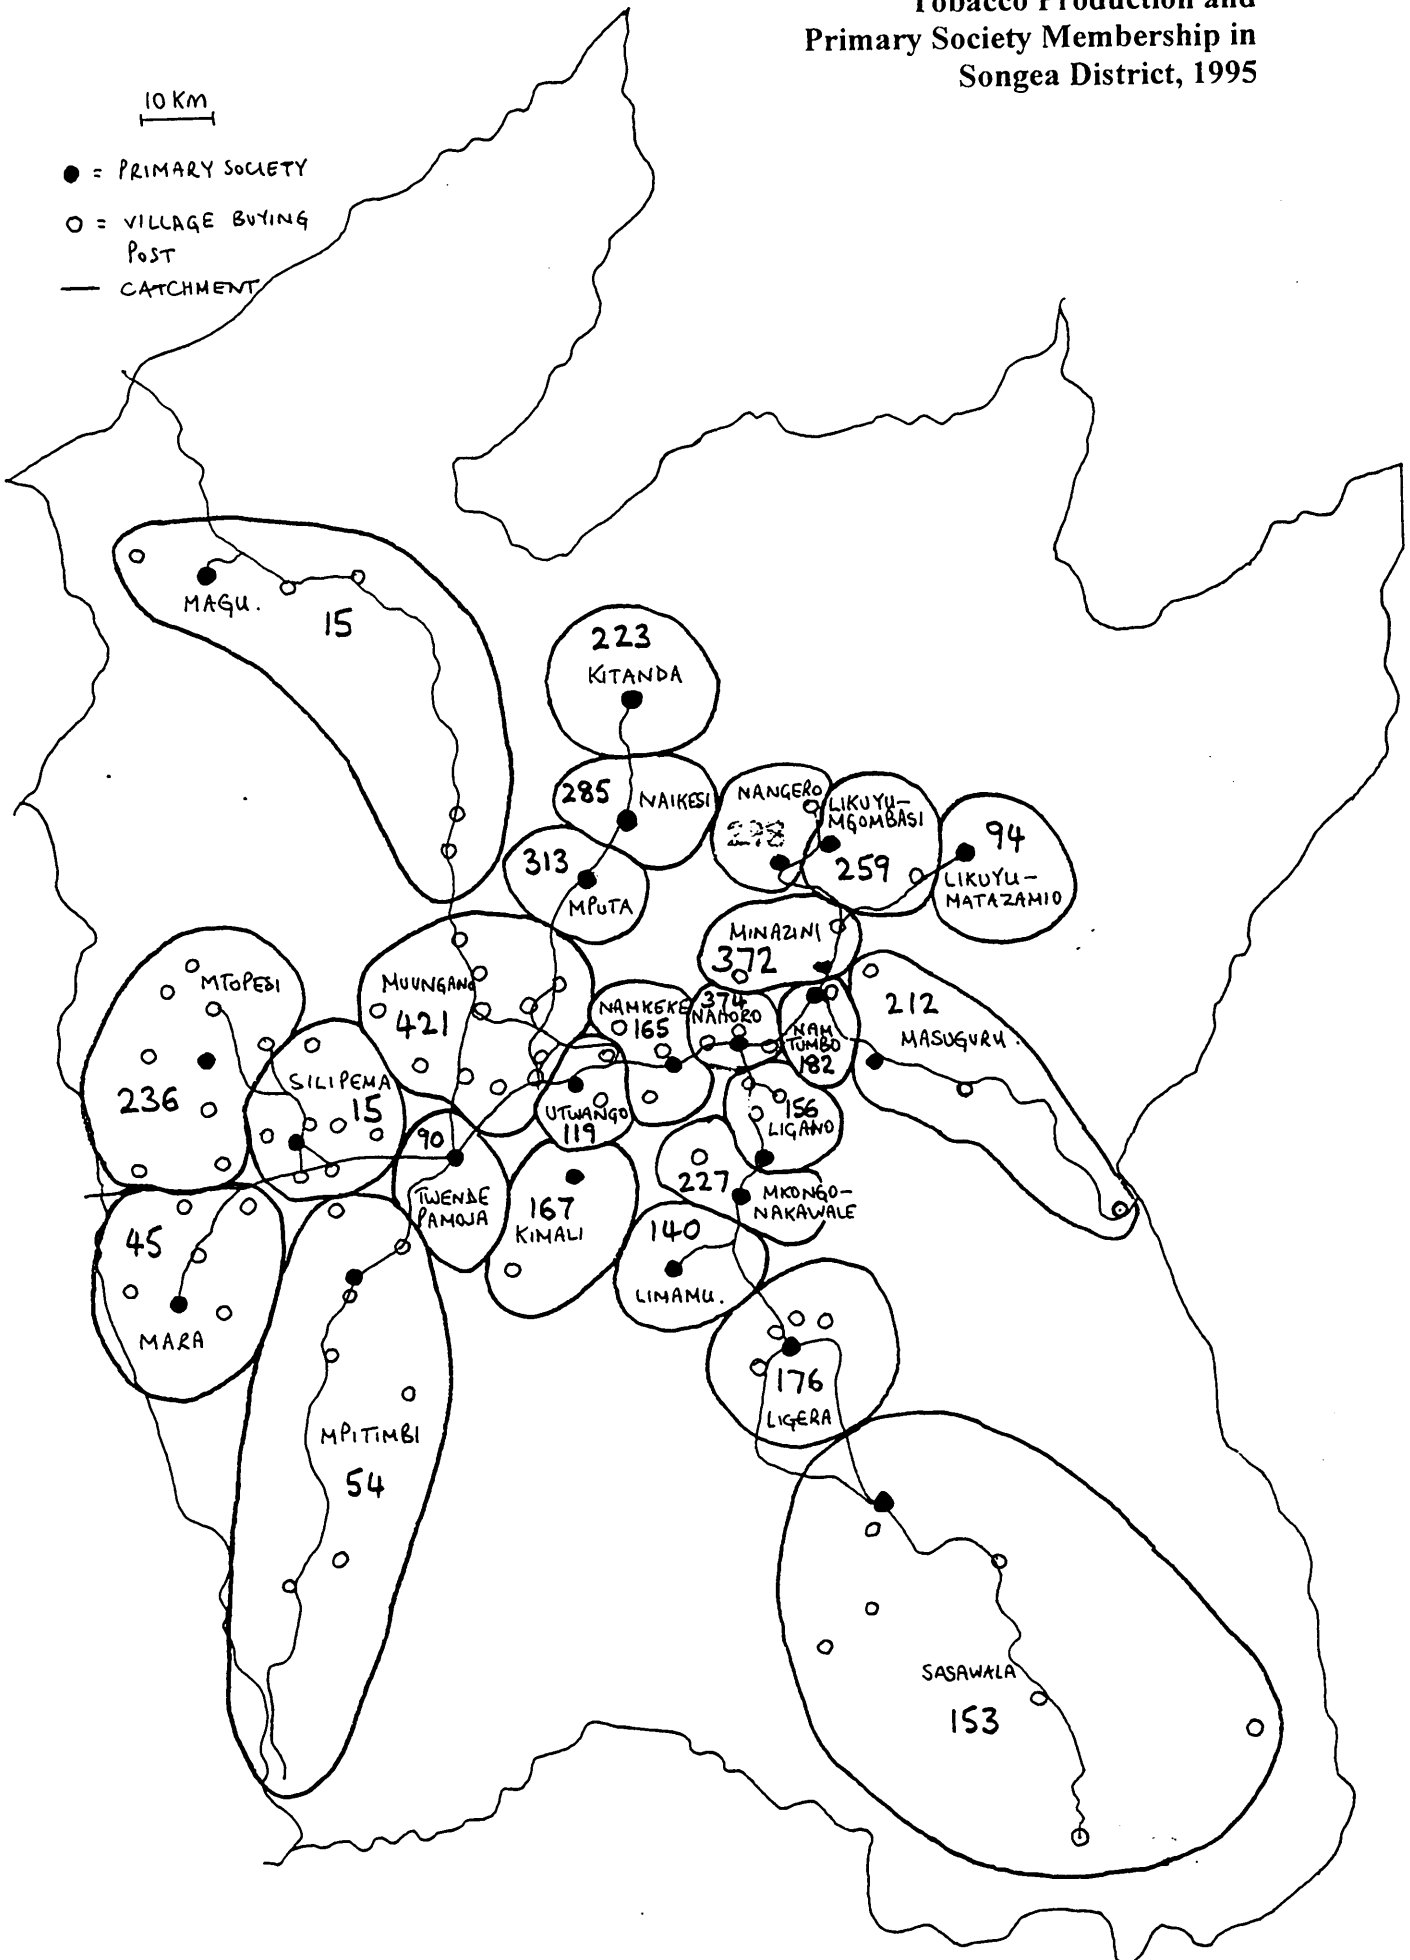 Tobacco Production and
Primary Society Membership in
Songea District, 1995
10 KM
= PRIMARY SOCIETY
= VILLAGE BUYING
POST
CATCHMENT
MAGU.
15
223
KITANDA
285 NAIKESI
313
MPUTA
NANGERO
LIKUYU-
MGOMBASI
259
94
LIKUYU-
MATAZAMIO
MINAZINI
372
MTOPESI
236
MUUNGANO
421
SILIPEMA
15
NAMKEKE
165
374
NAHORO
NAM
TUMBO
182
212
MASUGURU.
UTWANGO
119
156
LIGANO
90
TWENDE
PAMOJA
167
KIMALI
227
MKONGO-
NAKAWALE
140
LIMAMU.
45
MARA
MPITIMBI
54
176
LIGERA
SASAWALA
153